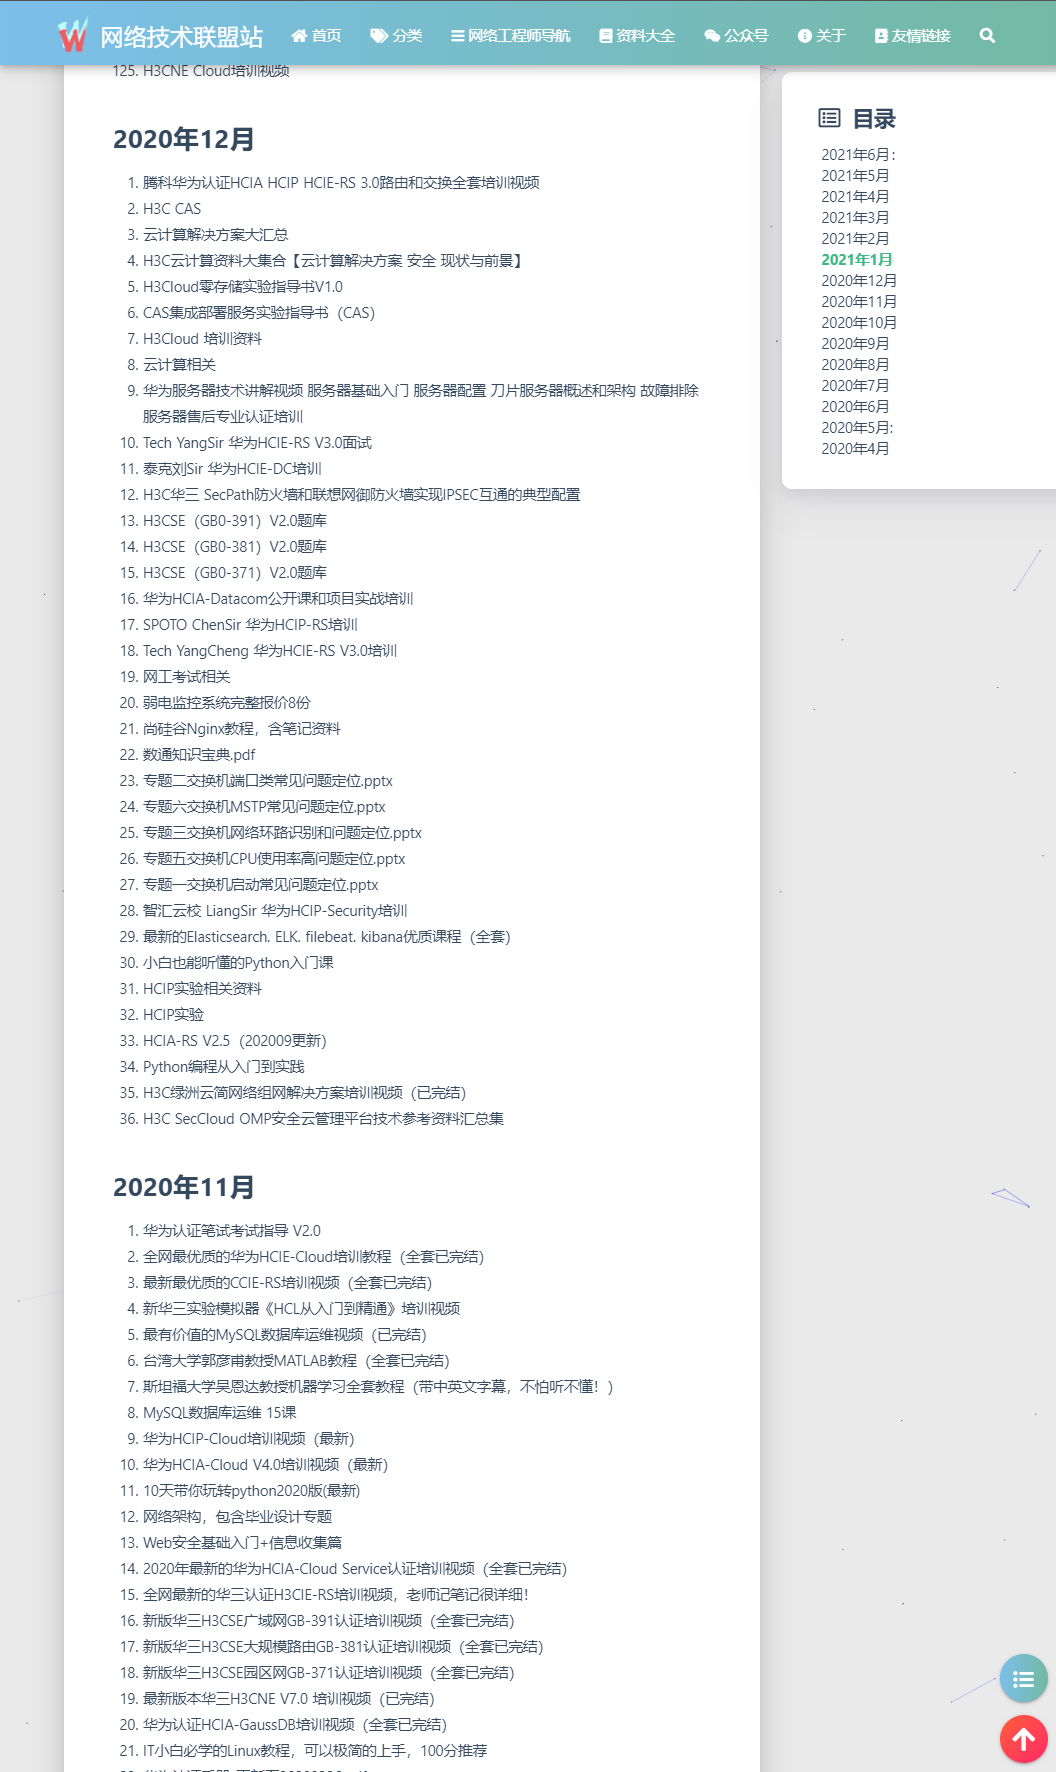 网络技术联盟站 首页 分类 网络工程师导航 资料大全 公众号 关于 友情链接
125. H3CNE Cloud培训视频
2020年12月
1. 腾科华为认证HCIA HCIP HCIE-RS 3.0路由和交换全套培训视频
2. H3C CAS
3. 云计算解决方案大汇总
4. H3C云计算资料大集合【云计算解决方案 安全 现状与前景】
5. H3Cloud零存储实验指导书V1.0
6. CAS集成部署服务实验指导书（CAS）
7. H3Cloud 培训资料
8. 云计算相关
9. 华为服务器技术讲解视频 服务器基础入门 服务器配置 刀片服务器概述和架构 故障排除
服务器售后专业认证培训
10. Tech YangSir 华为HCIE-RS V3.0面试
11. 泰克刘Sir 华为HCIE-DC培训
12. H3C华三 SecPath防火墙和联想网御防火墙实现IPSEC互通的典型配置
13. H3CSE（GB0-391）V2.0题库
14. H3CSE（GB0-381）V2.0题库
15. H3CSE（GB0-371）V2.0题库
16. 华为HCIA-Datacom公开课和项目实战培训
17. SPOTO ChenSir 华为HCIP-RS培训
18. Tech YangCheng 华为HCIE-RS V3.0培训
19. 网工考试相关
20. 弱电监控系统完整报价8份
21. 尚硅谷Nginx教程，含笔记资料
22. 数通知识宝典.pdf
23. 专题二交换机端口类常见问题定位.pptx
24. 专题六交换机MSTP常见问题定位.pptx
25. 专题三交换机网络环路识别和问题定位.pptx
26. 专题五交换机CPU使用率高问题定位.pptx
27. 专题一交换机启动常见问题定位.pptx
28. 智汇云校 LiangSir 华为HCIP-Security培训
29. 最新的Elasticsearch. ELK. filebeat. kibana优质课程（全套）
30. 小白也能听懂的Python入门课
31. HCIP实验相关资料
32. HCIP实验
33. HCIA-RS V2.5（202009更新）
34. Python编程从入门到实践
35. H3C绿洲云简网络组网解决方案培训视频（已完结）
36. H3C SecCloud OMP安全云管理平台技术参考资料汇总集
2020年11月
1. 华为认证笔试考试指导 V2.0
2. 全网最优质的华为HCIE-Cloud培训教程（全套已完结）
3. 最新最优质的CCIE-RS培训视频（全套已完结）
4. 新华三实验模拟器《HCL从入门到精通》培训视频
5. 最有价值的MySQL数据库运维视频（已完结）
6. 台湾大学郭彦甫教授MATLAB教程（全套已完结）
7. 斯坦福大学吴恩达教授机器学习全套教程（带中英文字幕，不怕听不懂！）
8. MySQL数据库运维 15课
9. 华为HCIP-Cloud培训视频（最新）
10. 华为HCIA-Cloud V4.0培训视频（最新）
11. 10天带你玩转python2020版(最新)
12. 网络架构，包含毕业设计专题
13. Web安全基础入门+信息收集篇
14. 2020年最新的华为HCIA-Cloud Service认证培训视频（全套已完结）
15. 全网最新的华三认证H3CIE-RS培训视频，老师记笔记很详细！
16. 新版华三H3CSE广域网GB-391认证培训视频（全套已完结）
17. 新版华三H3CSE大规模路由GB-381认证培训视频（全套已完结）
18. 新版华三H3CSE园区网GB-371认证培训视频（全套已完结）
19. 最新版本华三H3CNE V7.0 培训视频（已完结）
20. 华为认证HCIA-GaussDB培训视频（全套已完结）
21. IT小白必学的Linux教程，可以极简的上手，100分推荐
目录
2021年6月：
2021年5月
2021年4月
2021年3月
2021年2月
2021年1月
2020年12月
2020年11月
2020年10月
2020年9月
2020年8月
2020年7月
2020年6月
2020年5月:
2020年4月